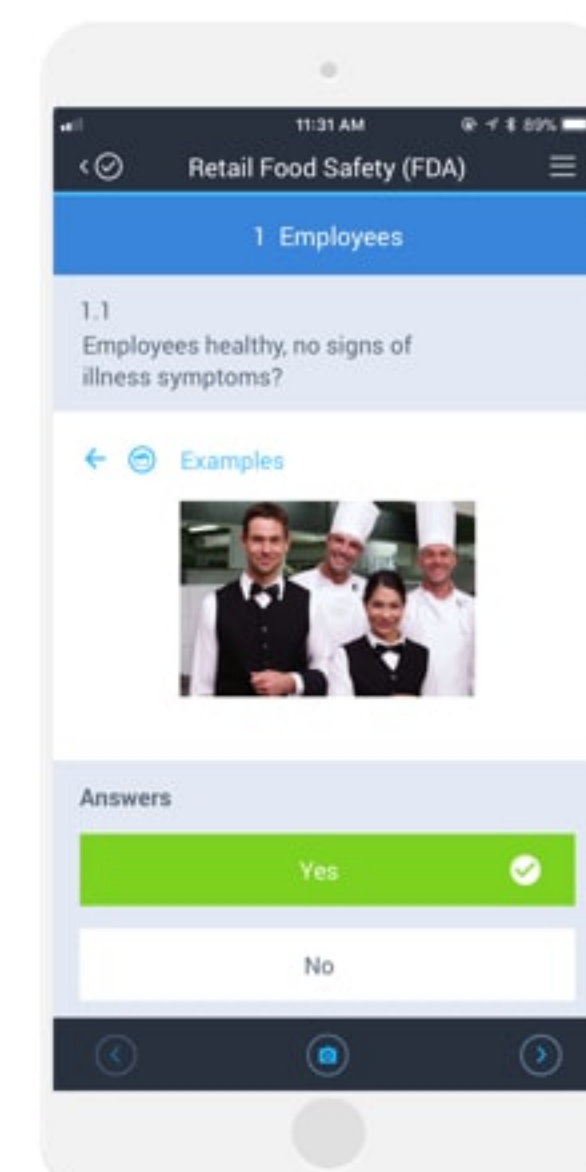 11:31 AM
89%
Retail Food Safety (FDA)
1 Employees
1.1
Employees healthy, no signs of
illness symptoms?
Examples
Answers
Yes
No